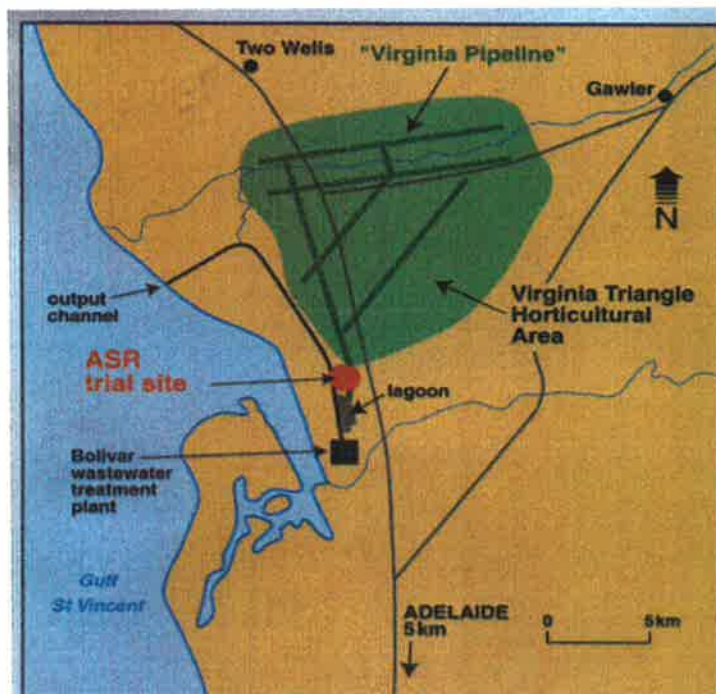 Two Wells
"Virginia Pipeline"
Gawler
N
output
channel
Virginia Triangle
Horticultural
Area
ASR
trial site
lagoon
Bolivar
wastewater
treatment
plant
Gulf
St Vincent
ADELAIDE
5km
0 5km